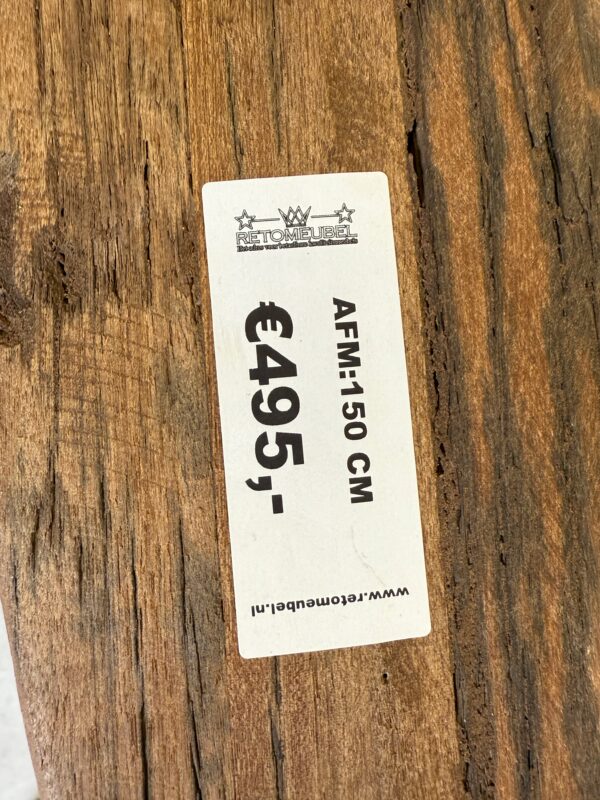 RETOMEUBEL
AFM:150 CM
€495,-
www.retomeubel.nl